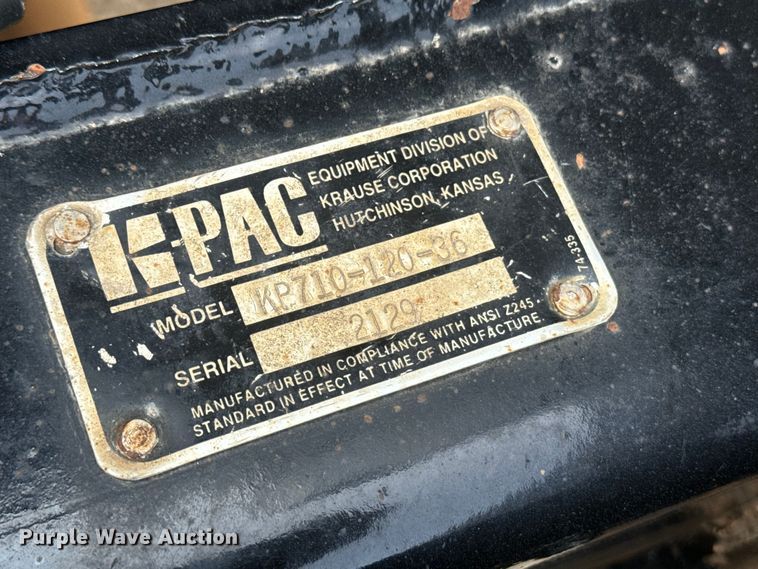 K-PAC
EQUIPMENT DIVISION OF
KRAUSE CORPORATION
HUTCHINSON, KANSAS
MODEL KP710-120-36
SERIAL 2129
MANUFACTURED IN COMPLIANCE WITH ANSI Z245
STANDARD IN EFFECT AT TIME OF MANUFACTURE.
74-335
Purple Wave Auction